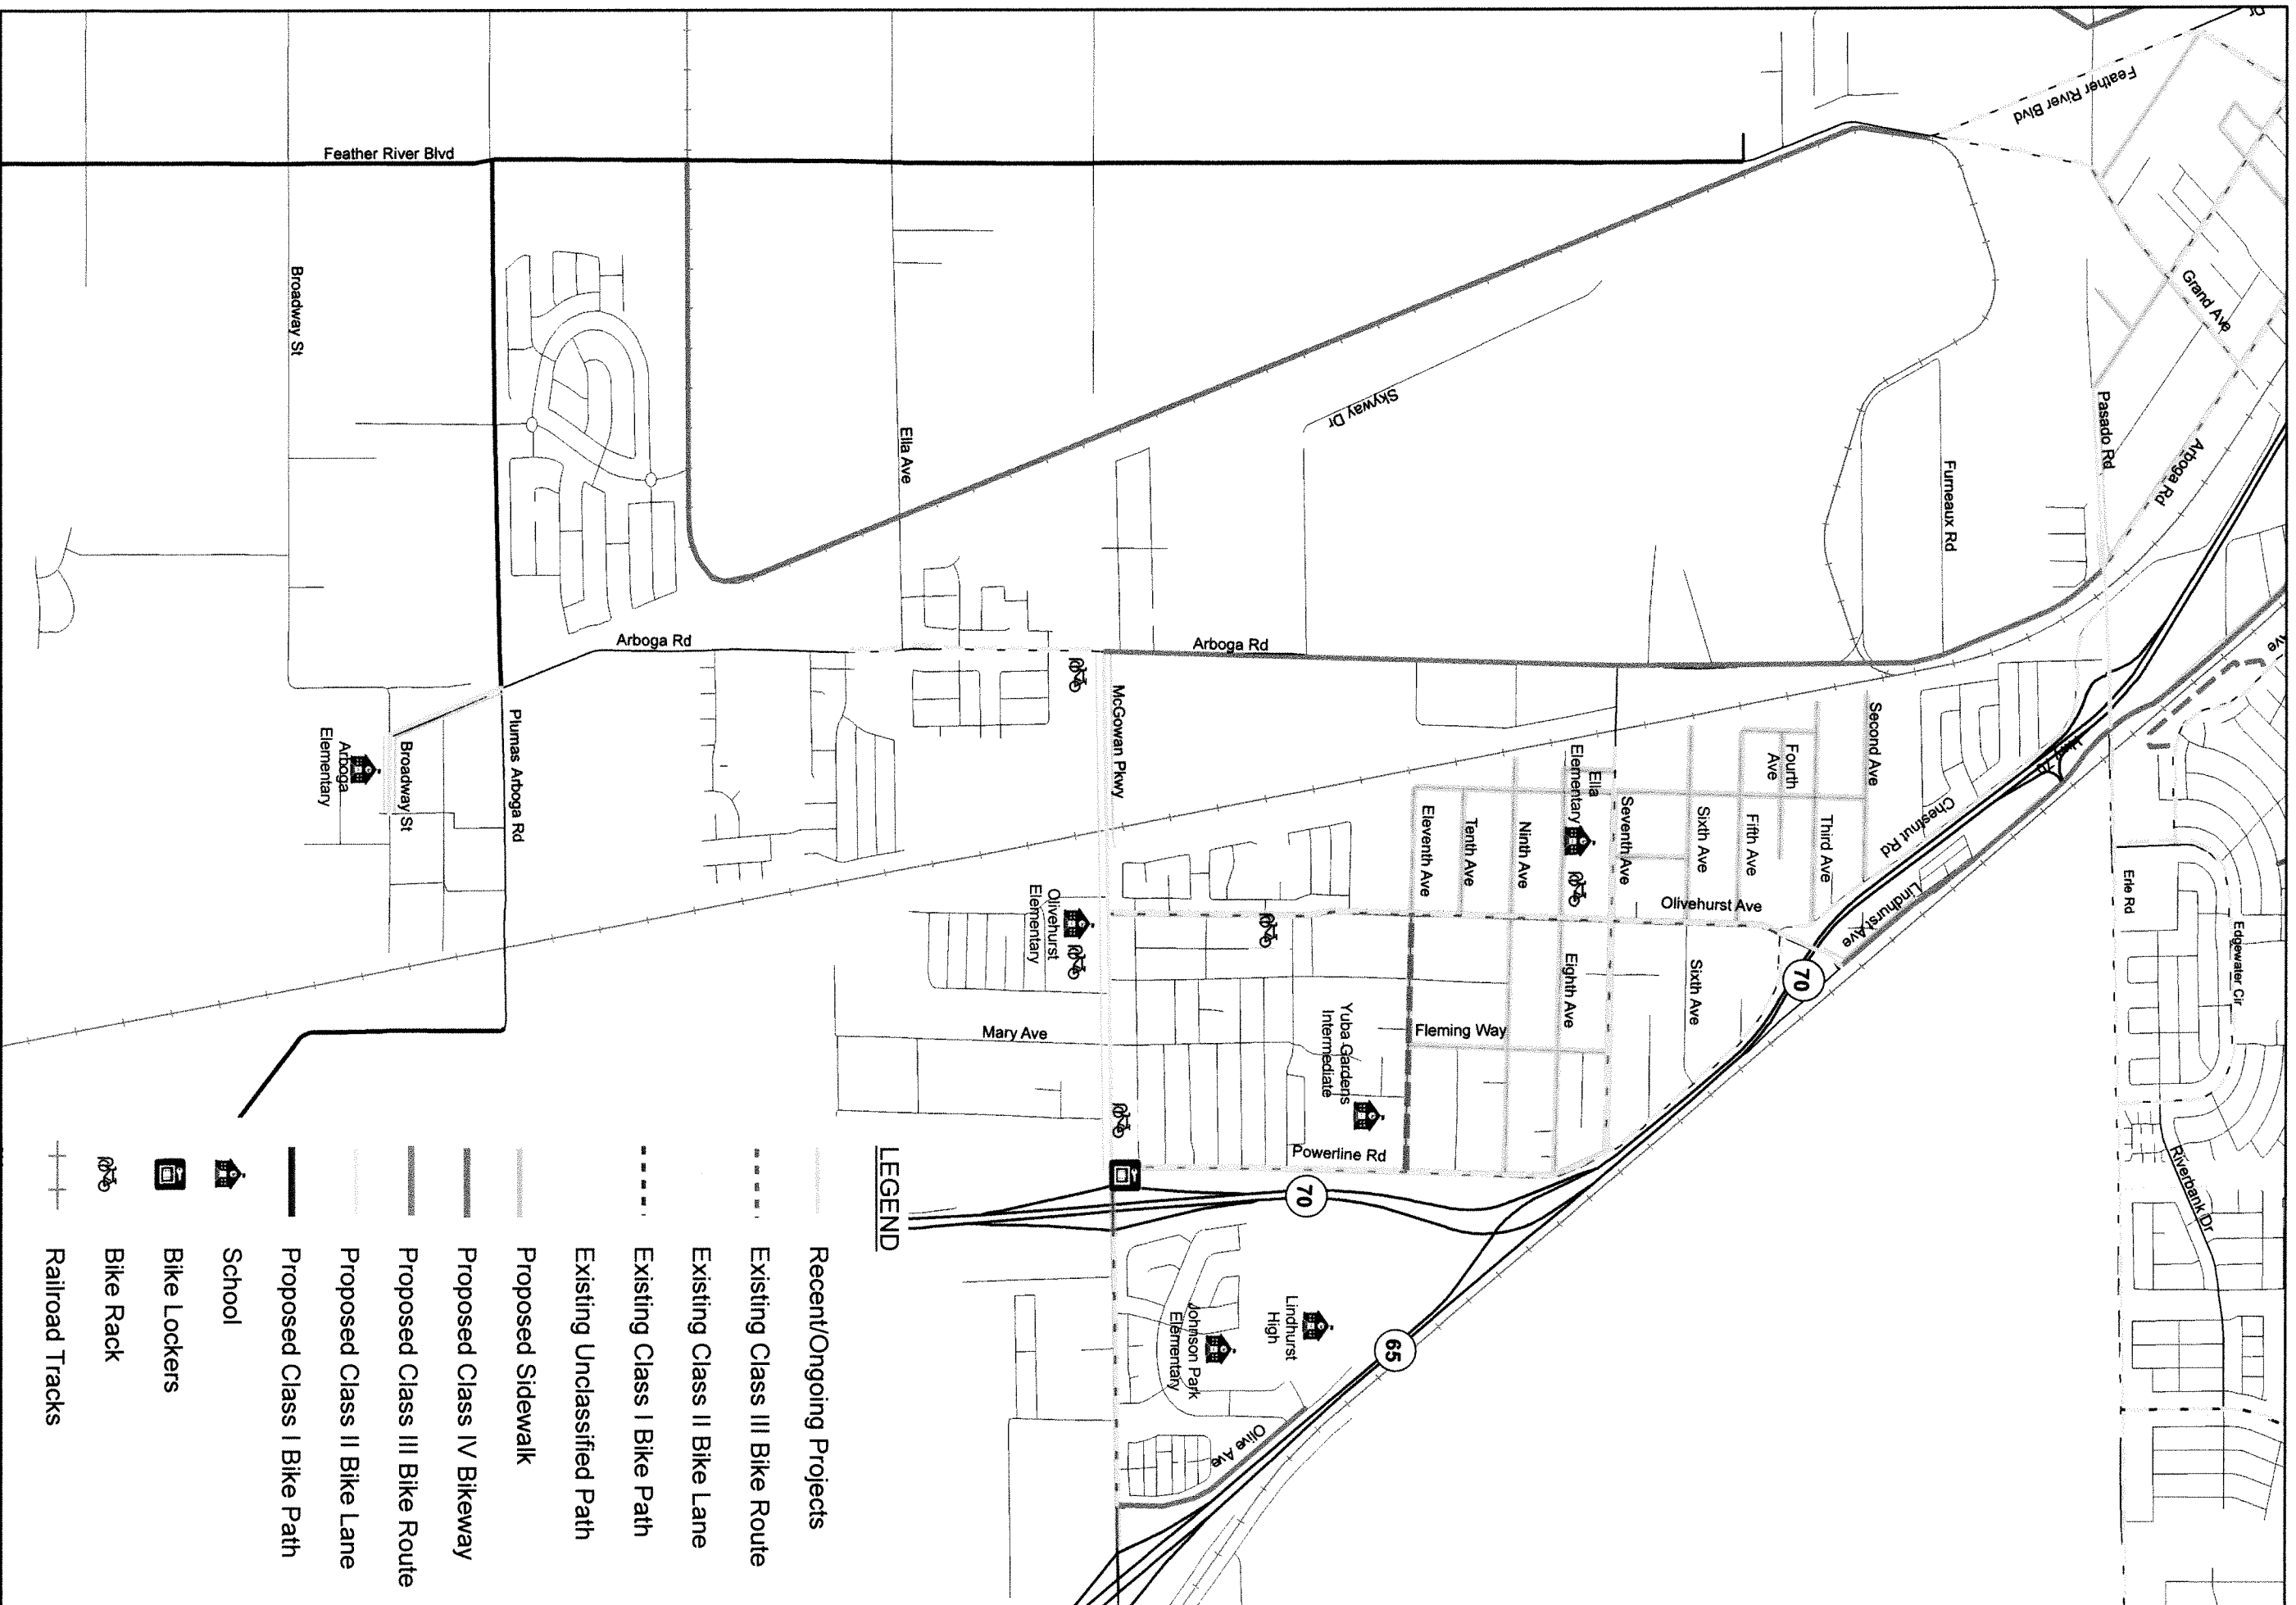 Dr
Feather River Blvd
Grand Ave
Arboga Rd
Pasado Rd
Furneaux Rd
Skyway Dr
Feather River Blvd
Broadway St
Ella Ave
Arboga Rd
Arboga Rd
McGowan Pkwy
Plumas Arboga Rd
Broadway St
Arboga
Elementary
Ave
Hwy 70
Chestnut Rd
Lindhurst Ave
Second Ave
Fourth
Ave
Third Ave
Fifth Ave
Sixth Ave
Seventh Ave
Ella
Elementary
Ninth Ave
Tenth Ave
Eleventh Ave
Olivehurst Ave
Sixth Ave
Eighth Ave
Fleming Way
Yuba Gardens
Intermediate
Powerline Rd
Olivehurst
Elementary
Mary Ave
70
70
65
Erle Rd
Edgewater Cir
Riverbank Dr
Lindhurst
High
Johnson Park
Elementary
Olive Ave
LEGEND
Recent/Ongoing Projects
Existing Class III Bike Route
Existing Class II Bike Lane
Existing Class I Bike Path
Existing Unclassified Path
Proposed Sidewalk
Proposed Class IV Bikeway
Proposed Class III Bike Route
Proposed Class II Bike Lane
Proposed Class I Bike Path
School
Bike Lockers
Bike Rack
Railroad Tracks